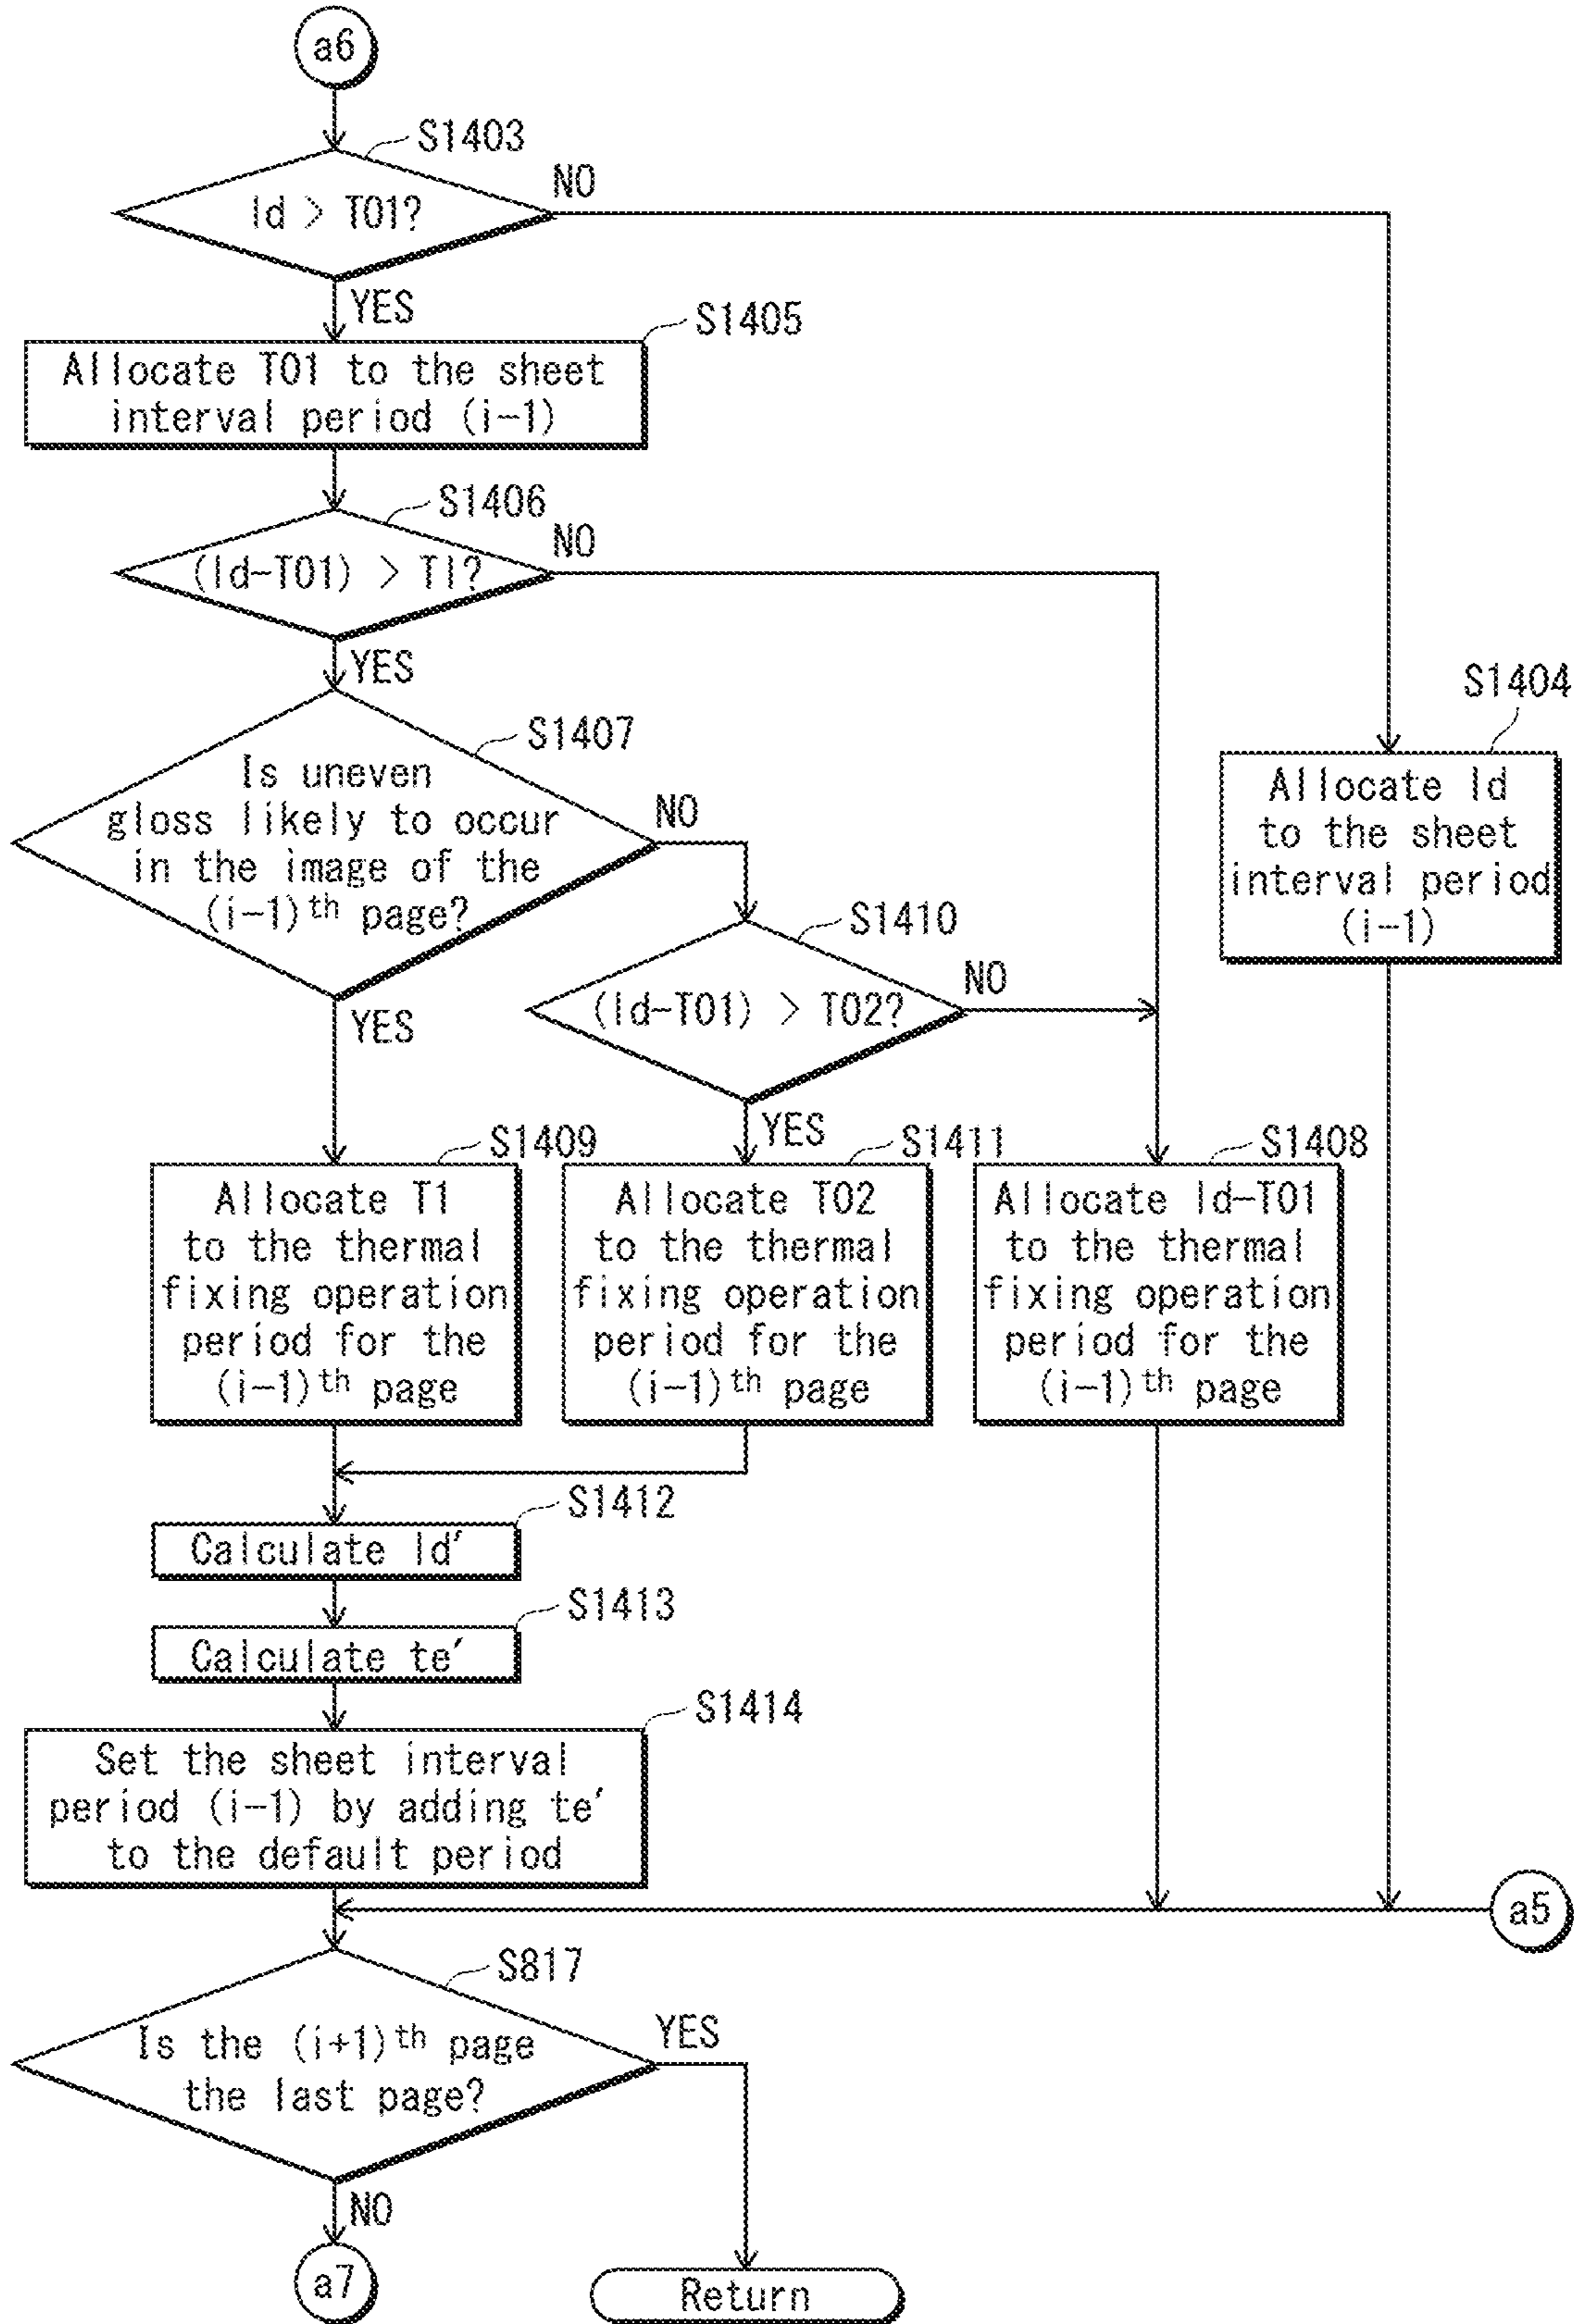 a6
S1403
Id > T01?
NO
YES
S1405
Allocate T01 to the sheet
interval period (i-1)
S1406
(Id-T01) > TI?
NO
YES
S1404
Allocate Id
to the sheet
interval period
(i-1)
S1407
Is uneven
gloss likely to occur
in the image of the
(i-1)th page?
NO
YES
S1410
(Id-T01) > T02?
NO
YES
S1409
Allocate T1
to the thermal
fixing operation
period for the
(i-1)th page
S1411
Allocate T02
to the thermal
fixing operation
period for the
(i-1)th page
S1408
Allocate Id-T01
to the thermal
fixing operation
period for the
(i-1)th page
S1412
Calculate Id′
S1413
Calculate te′
S1414
Set the sheet interval
period (i-1) by adding te′
to the default period
a5
S817
Is the (i+1)th page
the last page?
YES
NO
a7
Return